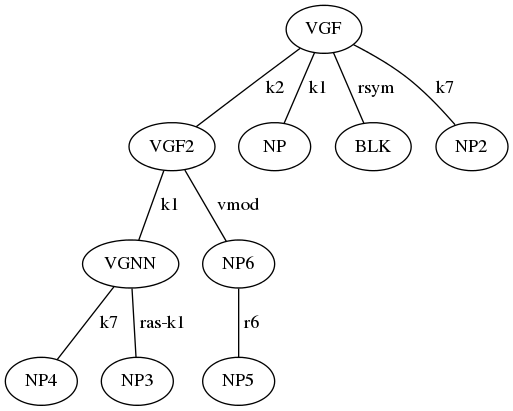 VGF
k2 k1 rsym k7
VGF2 NP BLK NP2
k1 vmod
VGNN NP6
k7 ras-k1 r6
NP4 NP3 NP5